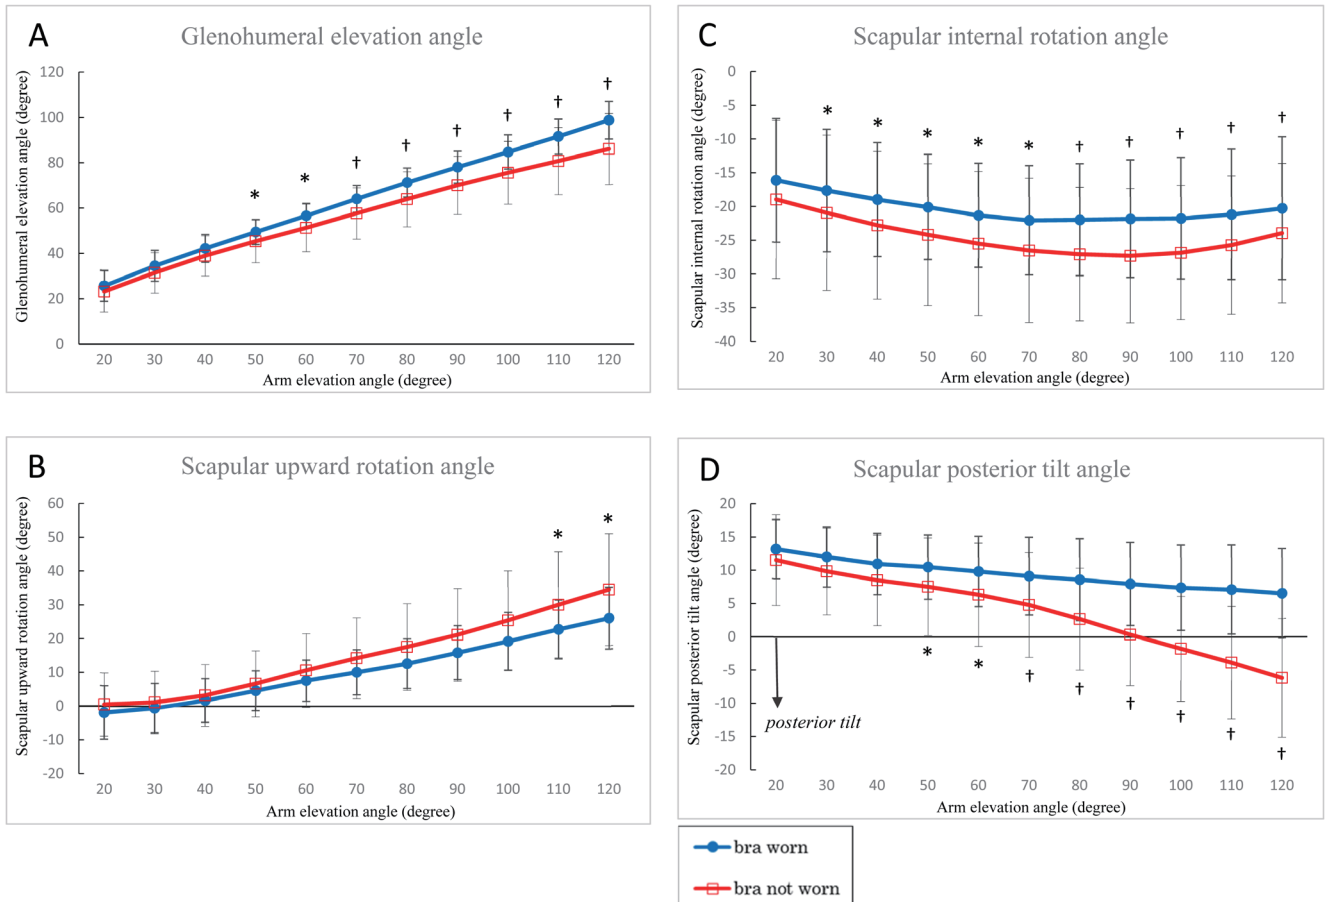 A
Glenohumeral elevation angle
Glenohumeral elevation angle (degree)
120
100
80
60
40
20
0
* * † † † † † †
20 30 40 50 60 70 80 90 100 110 120
Arm elevation angle (degree)
C
Scapular internal rotation angle
Scapular internal rotation angle (degree)
0
-5
-10
-15
-20
-25
-30
-35
-40
* * * * * † † † † †
20 30 40 50 60 70 80 90 100 110 120
Arm elevation angle (degree)
B
Scapular upward rotation angle
Scapular upward rotation angle (degree)
60
50
40
30
20
10
0
-10
-20
* *
20 30 40 50 60 70 80 90 100 110 120
Arm elevation angle (degree)
D
Scapular posterior tilt angle
Scapular posterior tilt angle (degree)
20
15
10
5
0
-5
-10
-15
-20
* * † † † † † †
posterior tilt
20 30 40 50 60 70 80 90 100 110 120
Arm elevation angle (degree)
bra worn
bra not worn